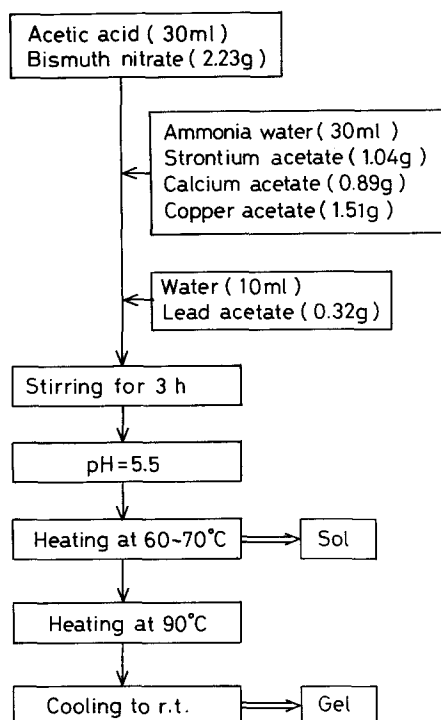 Acetic acid (30ml)
Bismuth nitrate (2.23g)
Ammonia water (30ml)
Strontium acetate (1.04g)
Calcium acetate (0.89g)
Copper acetate (1.51g)
Water (10ml)
Lead acetate (0.32g)
Stirring for 3 h
pH=5.5
Heating at 60~70°C
Sol
Heating at 90°C
Cooling to r.t.
Gel